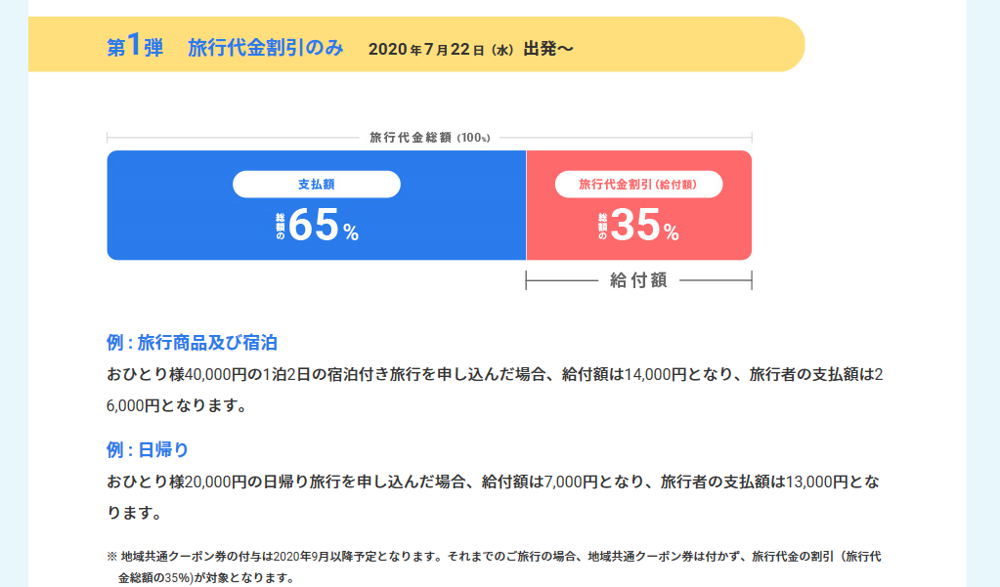 第1弾 旅行代金割引のみ 2020年7月22日（水）出発〜
旅行代金総額（100%）
支払額
旅行代金割引（給付額）
総額の65%
総額の35%
給付額
例 : 旅行商品及び宿泊
おひとり様40,000円の1泊2日の宿泊付き旅行を申し込んだ場合、給付額は14,000円となり、旅行者の支払額は2
6,000円となります。
例 : 日帰り
おひとり様20,000円の日帰り旅行を申し込んだ場合、給付額は7,000円となり、旅行者の支払額は13,000円とな
ります。
※ 地域共通クーポン券の付与は2020年9月以降予定となります。それまでのご旅行の場合、地域共通クーポン券は付かず、旅行代金の割引（旅行代
金総額の35%)が対象となります。